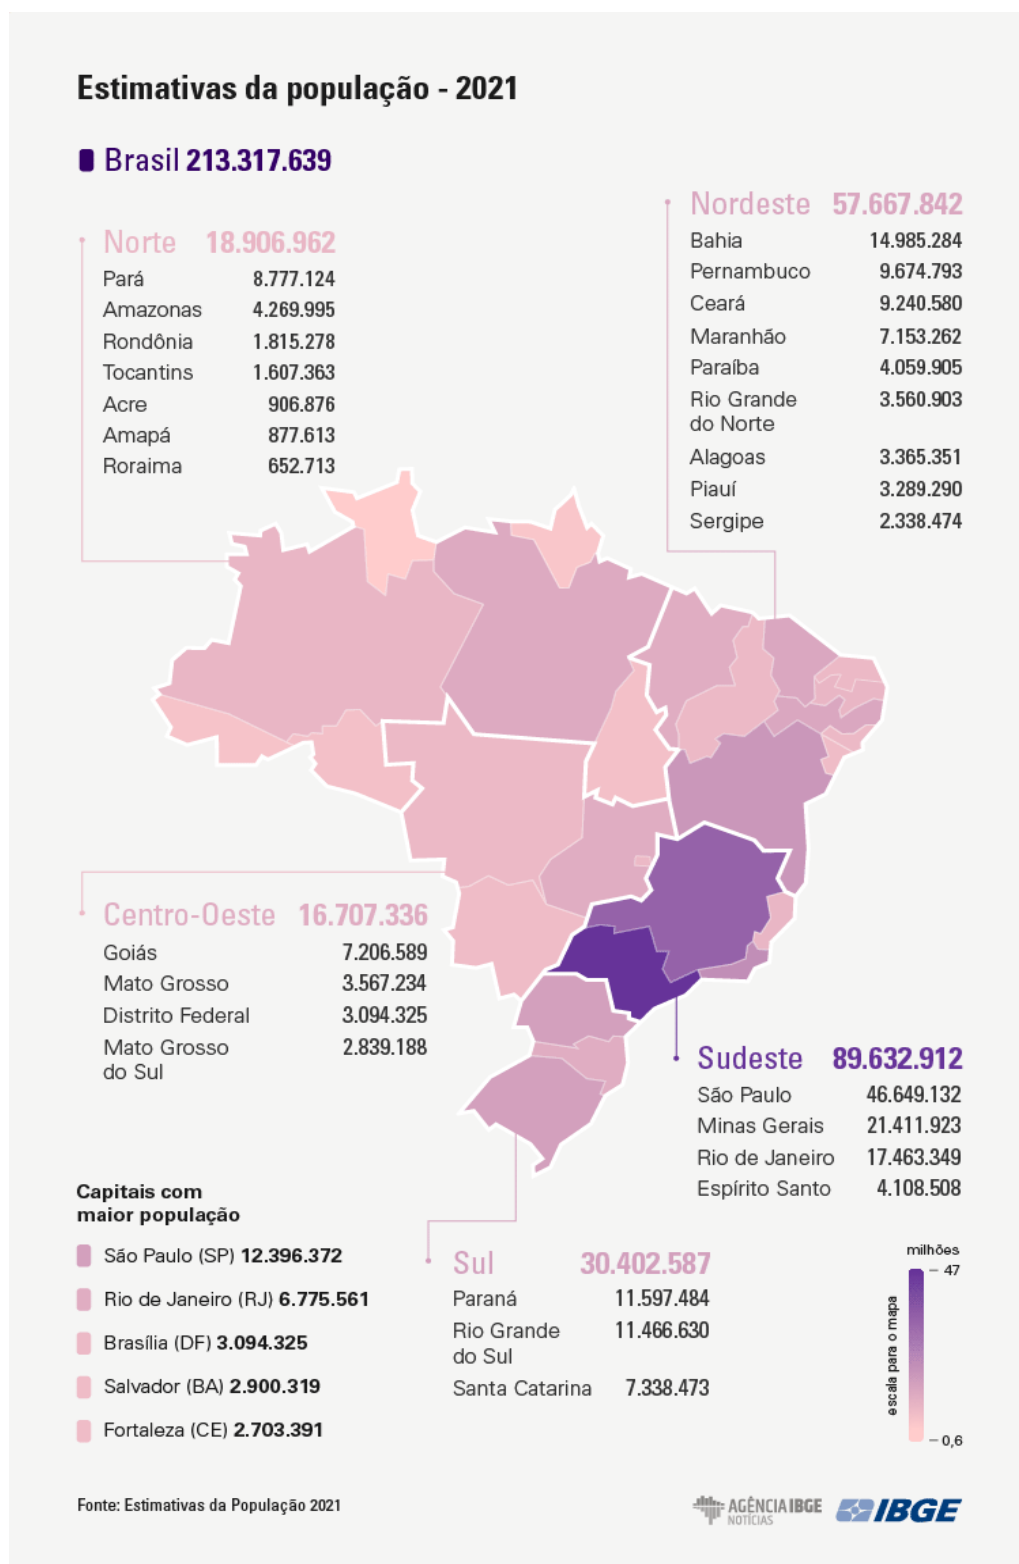 Estimativas da população - 2021
Brasil 213.317.639
Norte 18.906.962
Pará 8.777.124
Amazonas 4.269.995
Rondônia 1.815.278
Tocantins 1.607.363
Acre 906.876
Amapá 877.613
Roraima 652.713
Nordeste 57.667.842
Bahia 14.985.284
Pernambuco 9.674.793
Ceará 9.240.580
Maranhão 7.153.262
Paraíba 4.059.905
Rio Grande 3.560.903
do Norte
Alagoas 3.365.351
Piauí 3.289.290
Sergipe 2.338.474
Centro-Oeste 16.707.336
Goiás 7.206.589
Mato Grosso 3.567.234
Distrito Federal 3.094.325
Mato Grosso 2.839.188
do Sul
Sudeste 89.632.912
São Paulo 46.649.132
Minas Gerais 21.411.923
Rio de Janeiro 17.463.349
Espírito Santo 4.108.508
Capitais com
maior população
São Paulo (SP) 12.396.372
Rio de Janeiro (RJ) 6.775.561
Brasília (DF) 3.094.325
Salvador (BA) 2.900.319
Fortaleza (CE) 2.703.391
Sul 30.402.587
Paraná 11.597.484
Rio Grande 11.466.630
do Sul
Santa Catarina 7.338.473
milhões
47
escala para o mapa
0,6
Fonte: Estimativas da População 2021
AGÊNCIA IBGE
NOTÍCIAS
IBGE